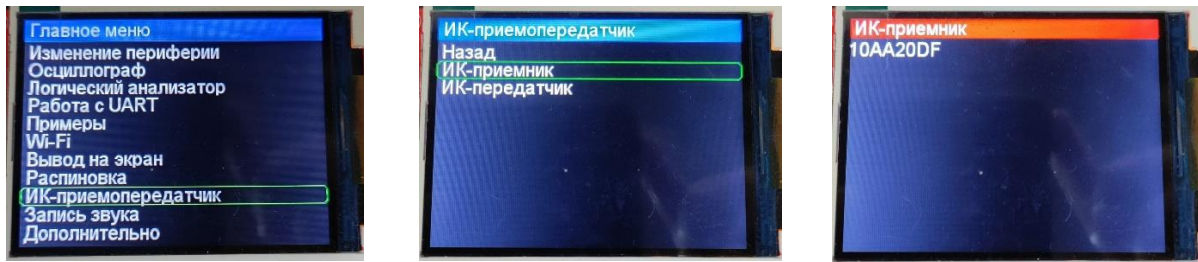 Главное меню
Изменение периферии
Осциллограф
Логический анализатор
Работа с UART
Примеры
Wi-Fi
Вывод на экран
Распиновка
ИК-приемопередатчик
Запись звука
Дополнительно
ИК-приемопередатчик
Назад
ИК-приемник
ИК-передатчик
ИК-приемник
10AA20DF